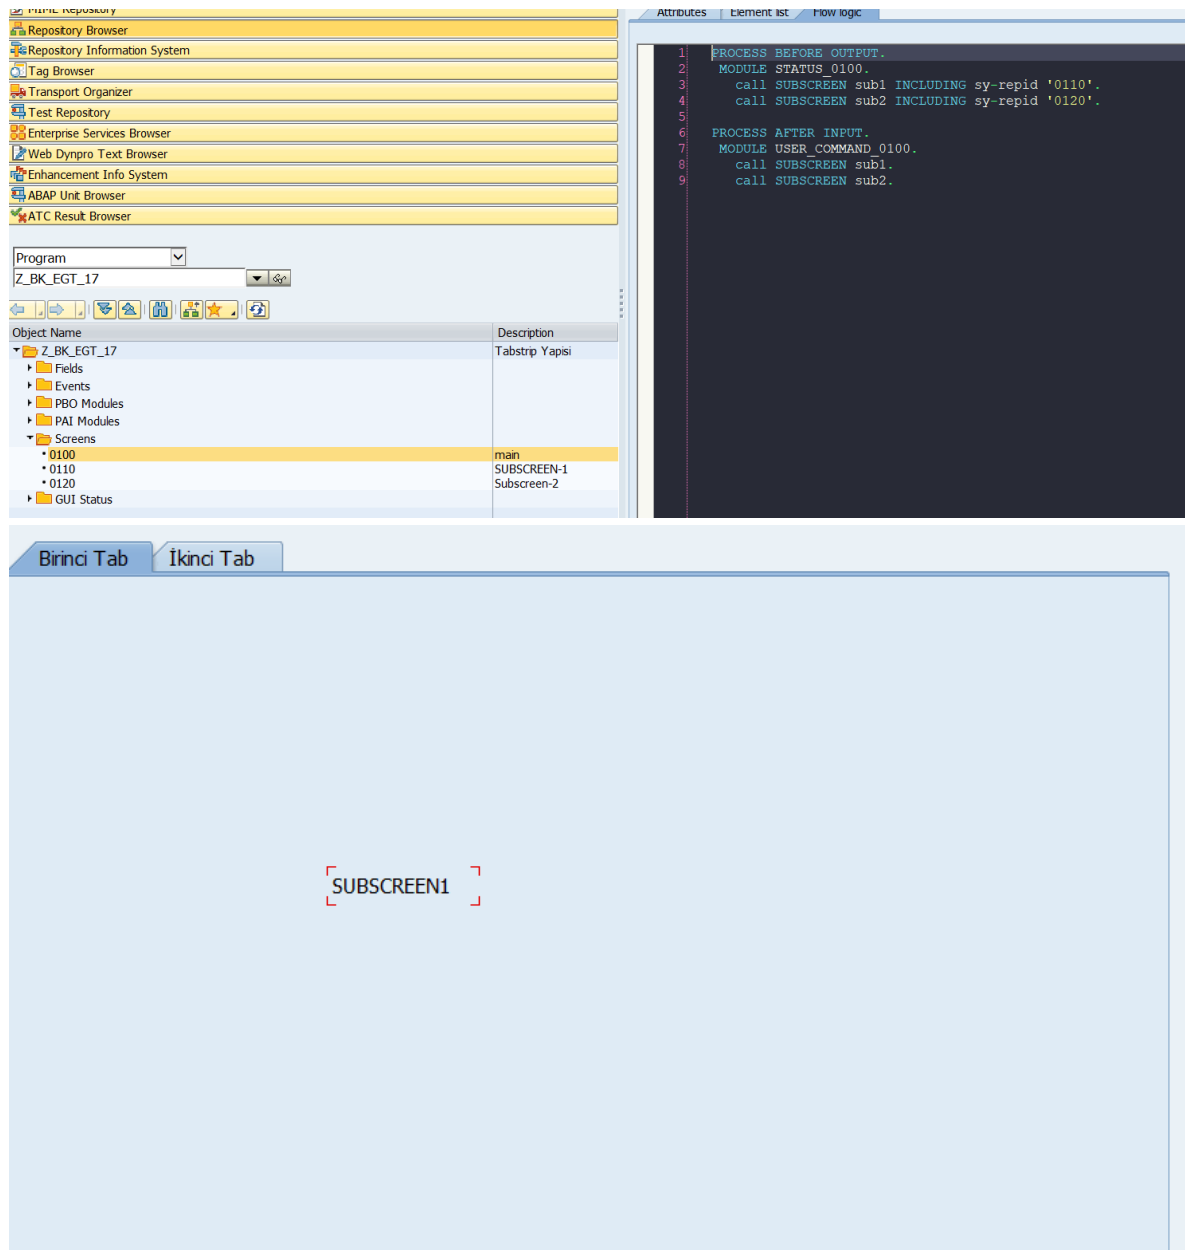 MIME Repository
Repository Browser
Repository Information System
Tag Browser
Transport Organizer
Test Repository
Enterprise Services Browser
Web Dynpro Text Browser
Enhancement Info System
ABAP Unit Browser
ATC Result Browser
Program
Z_BK_EGT_17
Object Name Description
Z_BK_EGT_17 Tabstrip Yapisi
Fields
Events
PBO Modules
PAI Modules
Screens
0100 main
0110 SUBSCREEN-1
0120 Subscreen-2
GUI Status
Attributes Element list Flow logic
1 PROCESS BEFORE OUTPUT.
2 MODULE STATUS_0100.
3 call SUBSCREEN sub1 INCLUDING sy-repid '0110'.
4 call SUBSCREEN sub2 INCLUDING sy-repid '0120'.
5
6 PROCESS AFTER INPUT.
7 MODULE USER_COMMAND_0100.
8 call SUBSCREEN sub1.
9 call SUBSCREEN sub2.
Birinci Tab İkinci Tab
SUBSCREEN1